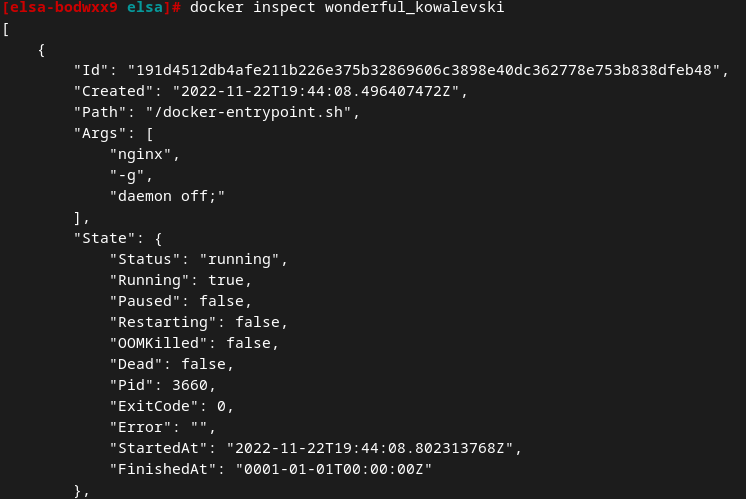 [elsa-bodwxx9 elsa]# docker inspect wonderful_kowalevski
[
    {
        "Id": "191d4512db4afe211b226e375b32869606c3898e40dc362778e753b838dfeb48",
        "Created": "2022-11-22T19:44:08.496407472Z",
        "Path": "/docker-entrypoint.sh",
        "Args": [
            "nginx",
            "-g",
            "daemon off;"
        ],
        "State": {
            "Status": "running",
            "Running": true,
            "Paused": false,
            "Restarting": false,
            "OOMKilled": false,
            "Dead": false,
            "Pid": 3660,
            "ExitCode": 0,
            "Error": "",
            "StartedAt": "2022-11-22T19:44:08.802313768Z",
            "FinishedAt": "0001-01-01T00:00:00Z"
        },